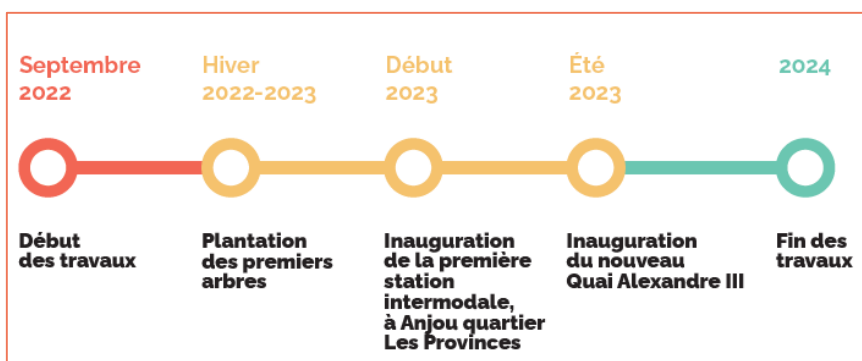 Septembre
2022
Hiver
2022-2023
Début
2023
Été
2023
2024
Début
des travaux
Plantation
des premiers
arbres
Inauguration
de la première
station
intermodale,
à Anjou quartier
Les Provinces
Inauguration
du nouveau
Quai Alexandre III
Fin des
travaux